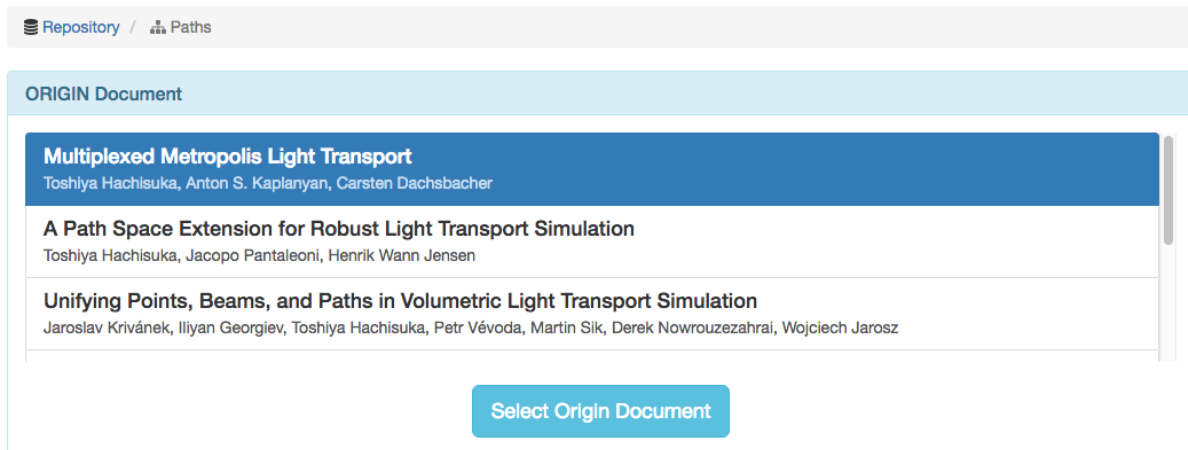 Repository / Paths
ORIGIN Document
Multiplexed Metropolis Light Transport
Toshiya Hachisuka, Anton S. Kaplanyan, Carsten Dachsbacher
A Path Space Extension for Robust Light Transport Simulation
Toshiya Hachisuka, Jacopo Pantaleoni, Henrik Wann Jensen
Unifying Points, Beams, and Paths in Volumetric Light Transport Simulation
Jaroslav Krivánek, Iliyan Georgiev, Toshiya Hachisuka, Petr Vévoda, Martin Sik, Derek Nowrouzezahrai, Wojciech Jarosz
Select Origin Document